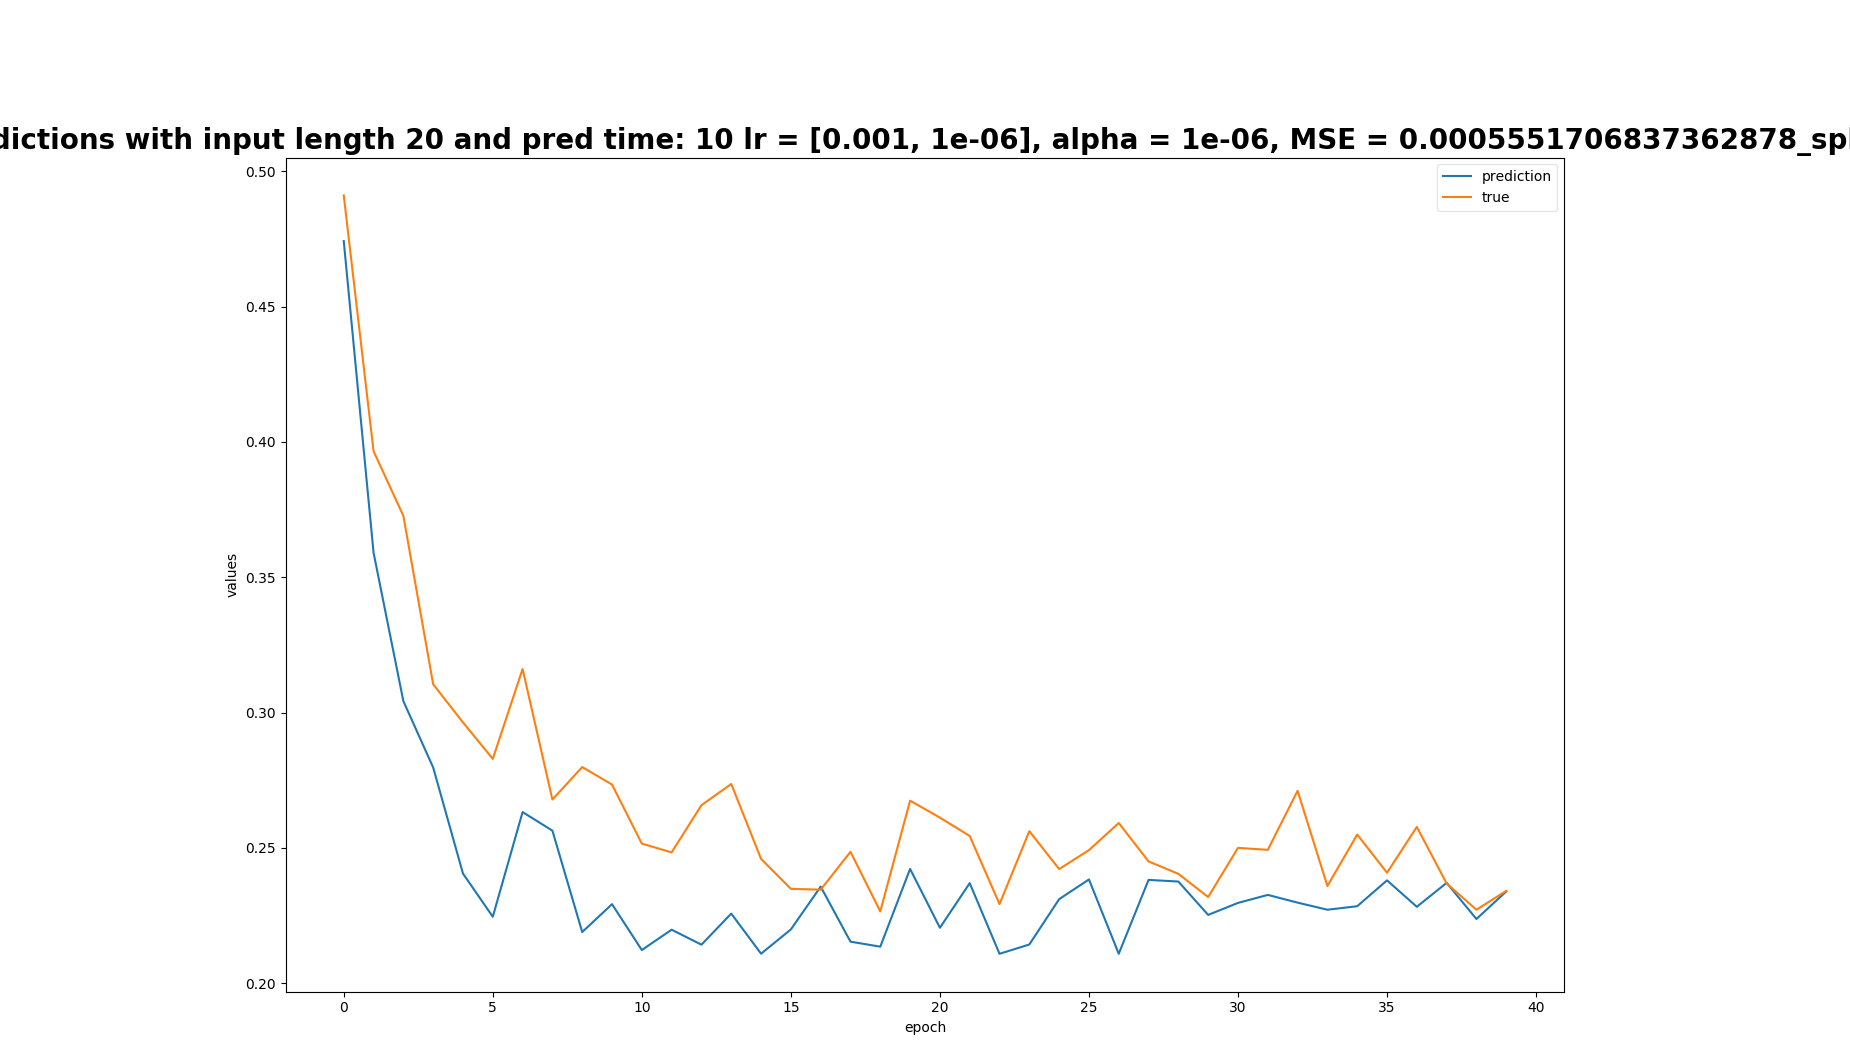 dictions with input length 20 and pred time: 10 lr = [0.001, 1e-06], alpha = 1e-06, MSE = 0.0005551706837362878_spl
prediction
true
0.50
0.45
0.40
0.35
0.30
0.25
0.20
values
0 5 10 15 20 25 30 35 40
epoch